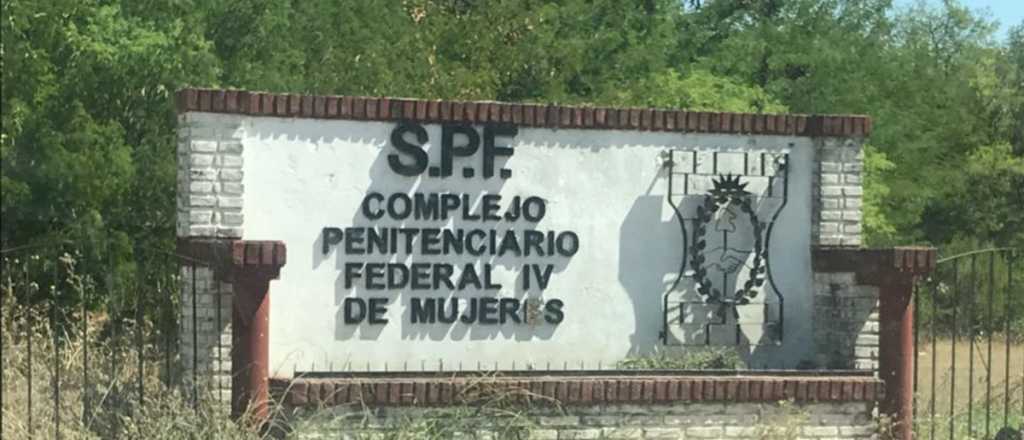 S.P.F.
COMPLEJO
PENITENCIARIO
FEDERAL IV
DE MUJERES